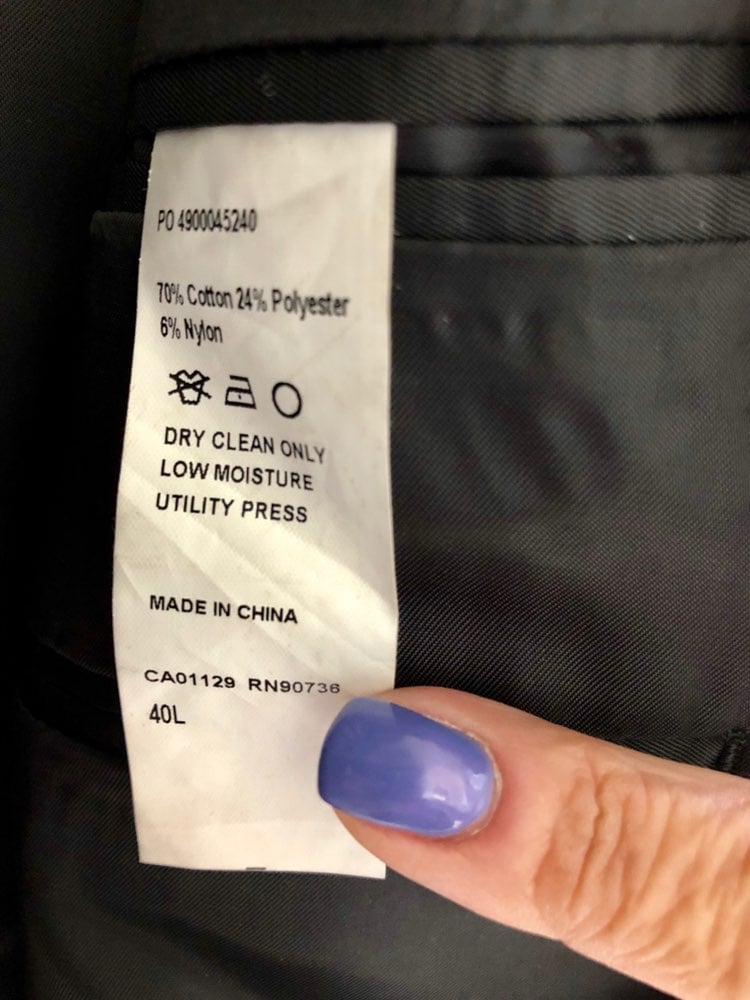 PO 4900045240
70% Cotton 24% Polyester
6% Nylon
DRY CLEAN ONLY
LOW MOISTURE
UTILITY PRESS
MADE IN CHINA
CA01129 RN90736
40L